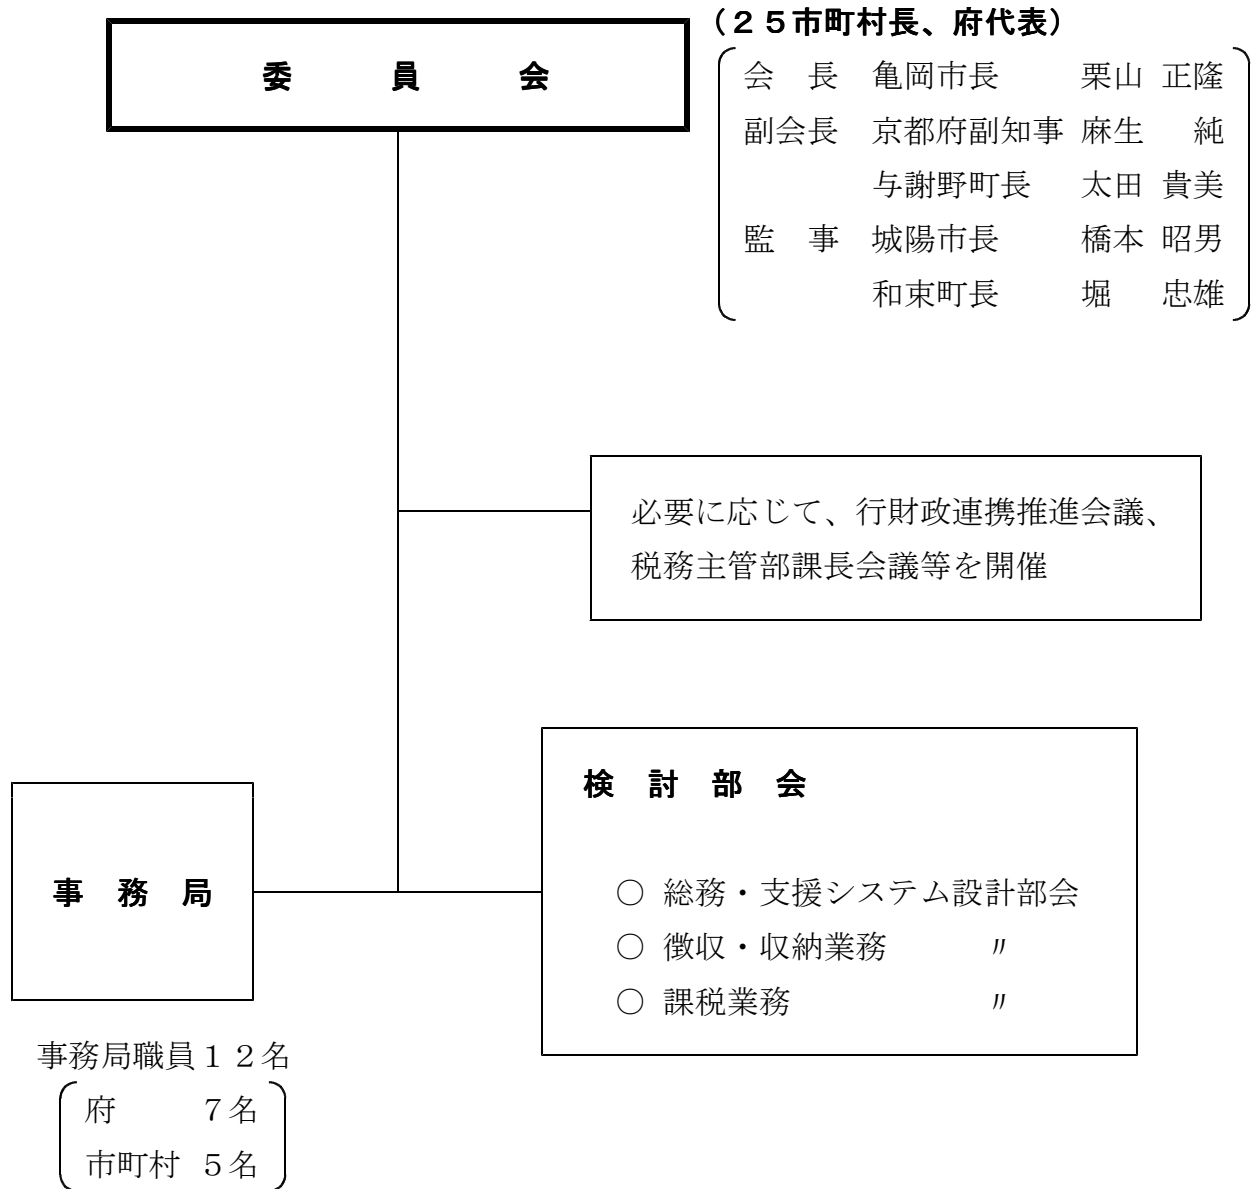 委　員　会
（２５市町村長、府代表）
会　長　亀岡市長　栗山 正隆
副会長　京都府副知事 麻生　純
与謝野町長　太田 貴美
監　事　城陽市長　橋本 昭男
和束町長　堀　忠雄
必要に応じて、行財政連携推進会議、
税務主管部課長会議等を開催
検　討　部　会
○ 総務・支援システム設計部会
○ 徴収・収納業務　〃
○ 課税業務　〃
事　務　局
事務局職員１２名
府　７名
市町村 ５名